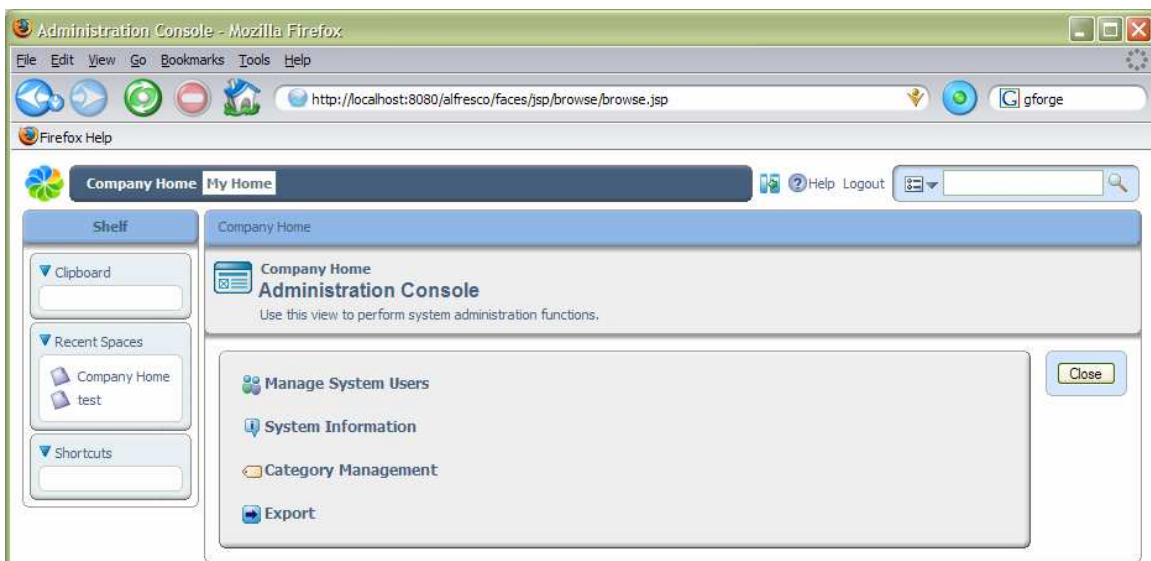 Administration Console - Mozilla Firefox
File Edit View Go Bookmarks Tools Help
http://localhost:8080/alfresco/faces/jsp/browse/browse.jsp
G gforge
Firefox Help
Company Home My Home
Help Logout
Shelf
Company Home
Clipboard
Company Home
Administration Console
Use this view to perform system administration functions.
Recent Spaces
Company Home
test
Shortcuts
Manage System Users
System Information
Category Management
Export
Close